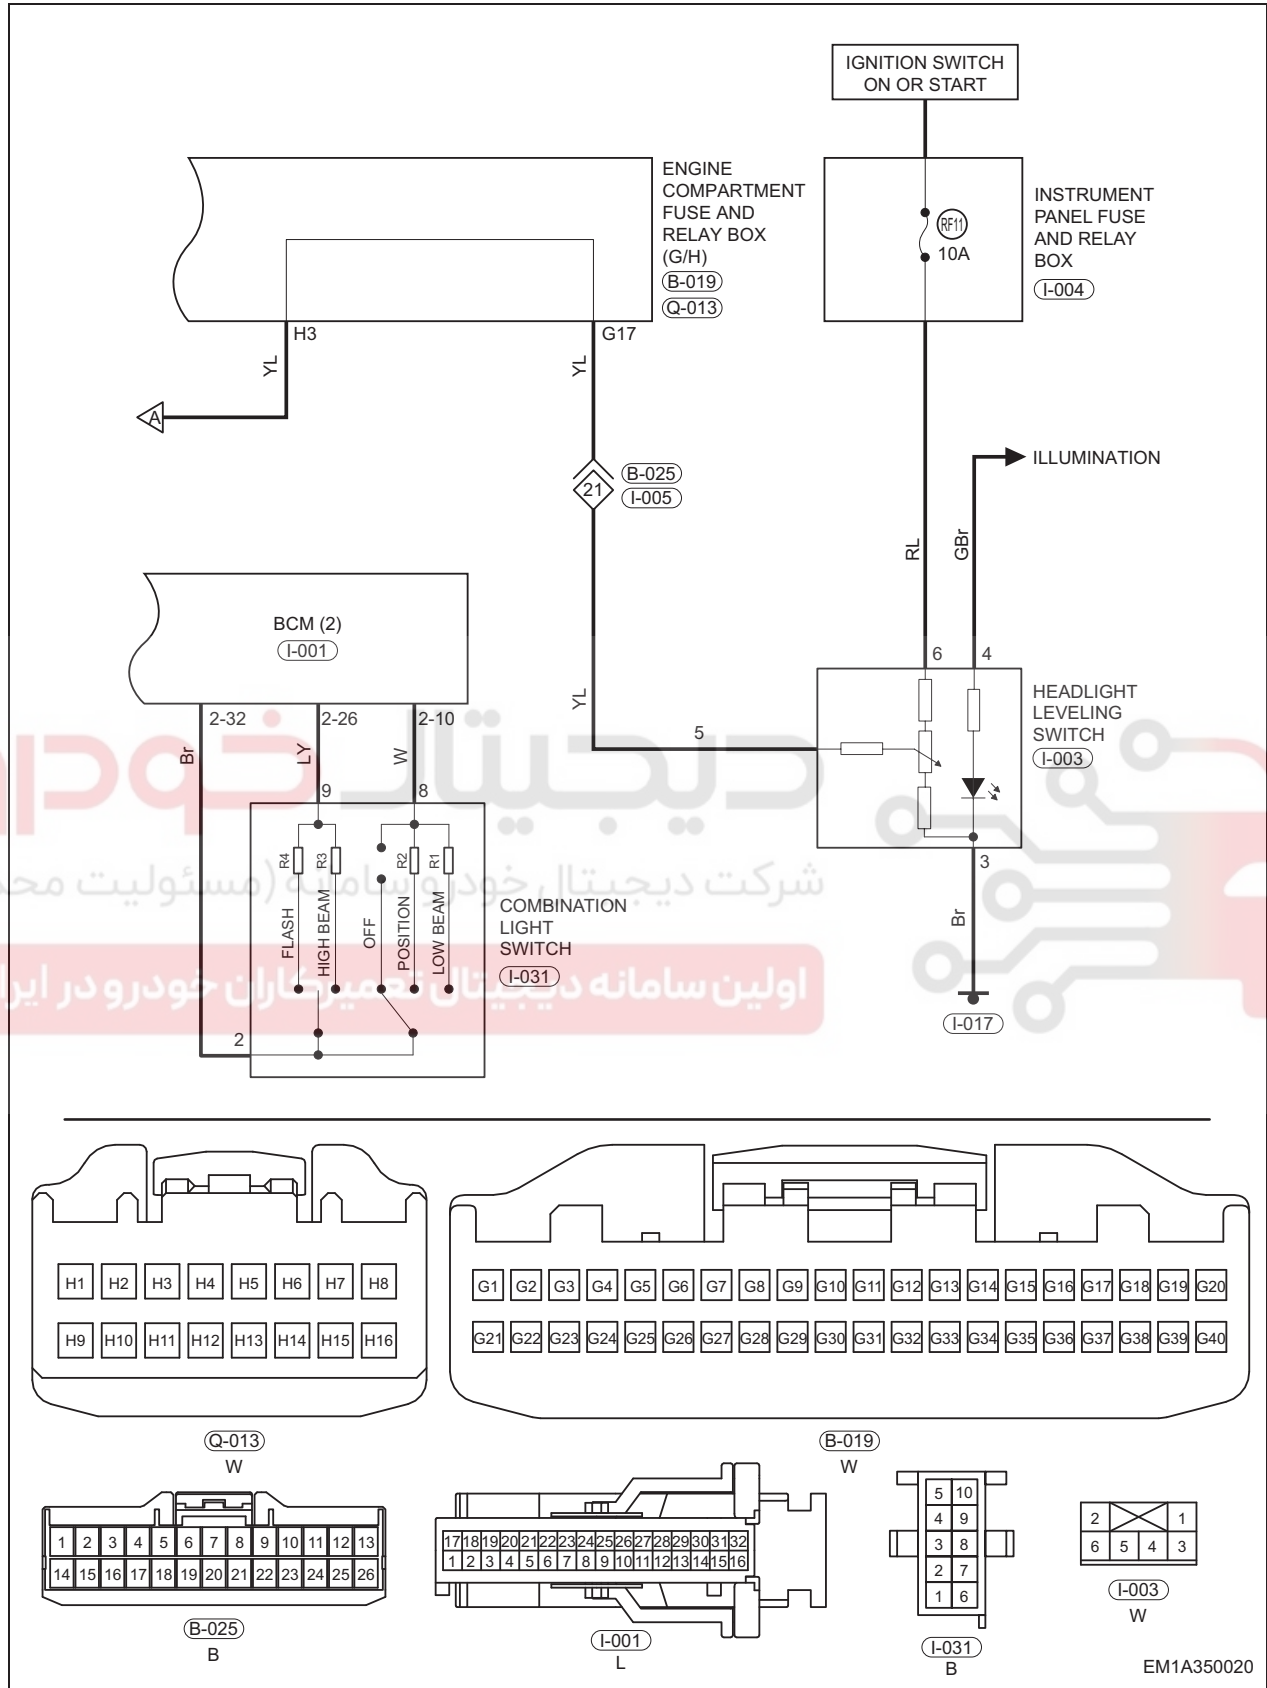 IGNITION SWITCH
ON OR START
ENGINE
COMPARTMENT
FUSE AND
RELAY BOX
(G/H)
B-019
Q-013
RF11
10A
INSTRUMENT
PANEL FUSE
AND RELAY
BOX
I-004
H3
G17
YL
YL
A
21
B-025
I-005
ILLUMINATION
RL
GBr
BCM (2)
I-001
6
4
2-32
2-26
2-10
Br
LY
W
YL
5
HEADLIGHT
LEVELING
SWITCH
I-003
9
8
3
R4
R3
R2
R1
FLASH
HIGH BEAM
OFF
POSITION
LOW BEAM
COMBINATION
LIGHT
SWITCH
I-031
Br
I-017
2
دیجیتال خودر
شرکت دیجیتال خودرو سامانه (مسئولیت محد
اولین سامانه دیجیتال تعمیرکاران خودرو در ایرا
H1 H2 H3 H4 H5 H6 H7 H8
H9 H10 H11 H12 H13 H14 H15 H16
Q-013
W
G1 G2 G3 G4 G5 G6 G7 G8 G9 G10 G11 G12 G13 G14 G15 G16 G17 G18 G19 G20
G21 G22 G23 G24 G25 G26 G27 G28 G29 G30 G31 G32 G33 G34 G35 G36 G37 G38 G39 G40
B-019
W
1 2 3 4 5 6 7 8 9 10 11 12 13
14 15 16 17 18 19 20 21 22 23 24 25 26
B-025
B
17 18 19 20 21 22 23 24 25 26 27 28 29 30 31 32
1 2 3 4 5 6 7 8 9 10 11 12 13 14 15 16
I-001
L
5 10
4 9
3 8
2 7
1 6
I-031
B
2 1
6 5 4 3
I-003
W
EM1A350020